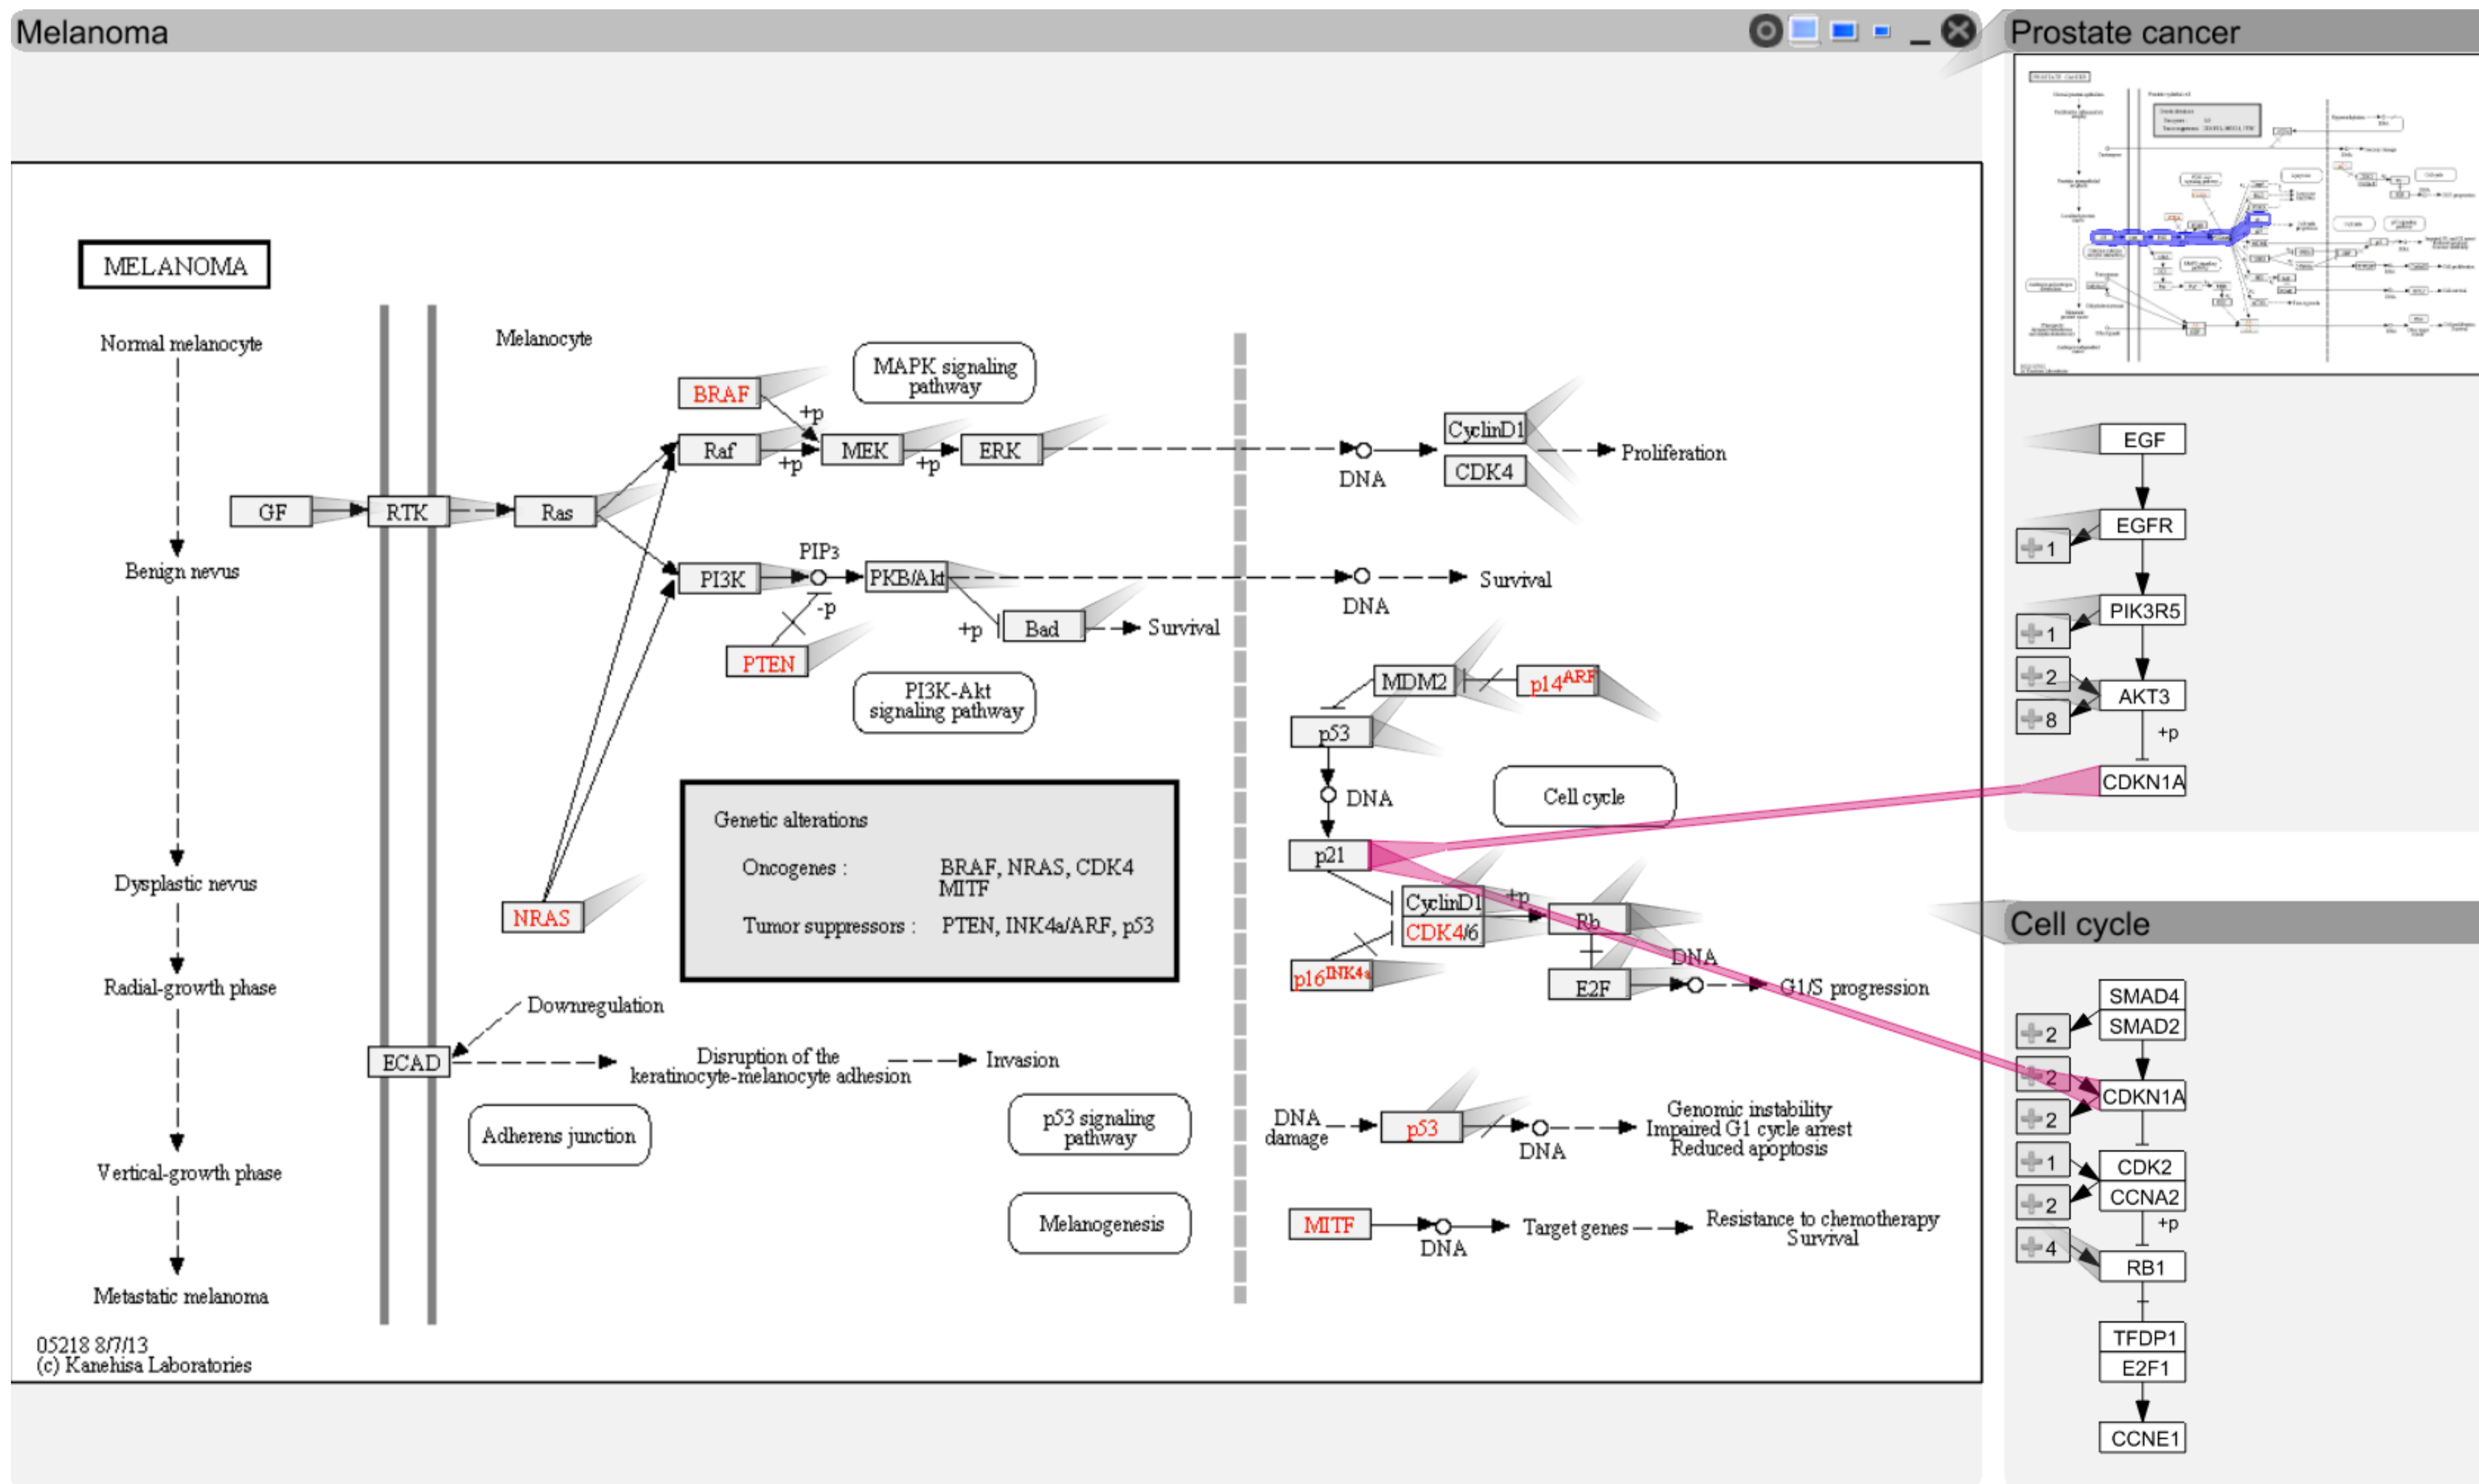 Melanoma
MELANOMA
Normal melanocyte
Benign nevus
Dysplastic nevus
Radial-growth phase
Vertical-growth phase
Metastatic melanoma
05218 8/7/13
(c) Kanehisa Laboratories
Melanocyte
MAPK signaling
pathway
BRAF
+p
Raf
+p
MEK
+p
ERK
DNA
CyclinD1
CDK4
Proliferation
GF
RTK
Ras
PI3K
PIP3
-p
PKB/Akt
DNA
Survival
+p
Bad
Survival
PTEN
PI3K-Akt
signaling pathway
MDM2
p14ARF
p53
DNA
Cell cycle
p21
CyclinD1
CDK4/6
+p
Rb
p16INK4a
E2F
DNA
G1/S progression
Genetic alterations
Oncogenes : BRAF, NRAS, CDK4
MITF
Tumor suppressors : PTEN, INK4a/ARF, p53
NRAS
Downregulation
ECAD
Disruption of the
keratinocyte-melanocyte adhesion
Invasion
Adherens junction
p53 signaling
pathway
Melanogenesis
DNA
damage
p53
DNA
Genomic instability
Impaired G1 cycle arrest
Reduced apoptosis
MITF
DNA
Target genes
Resistance to chemotherapy
Survival
Prostate cancer
PROSTATE CANCER
EGF
EGFR
1
PIK3R5
1
2
AKT3
8
+p
CDKN1A
Cell cycle
SMAD4
SMAD2
2
2
CDKN1A
2
1
CDK2
CCNA2
2
+p
4
RB1
TFDP1
E2F1
CCNE1